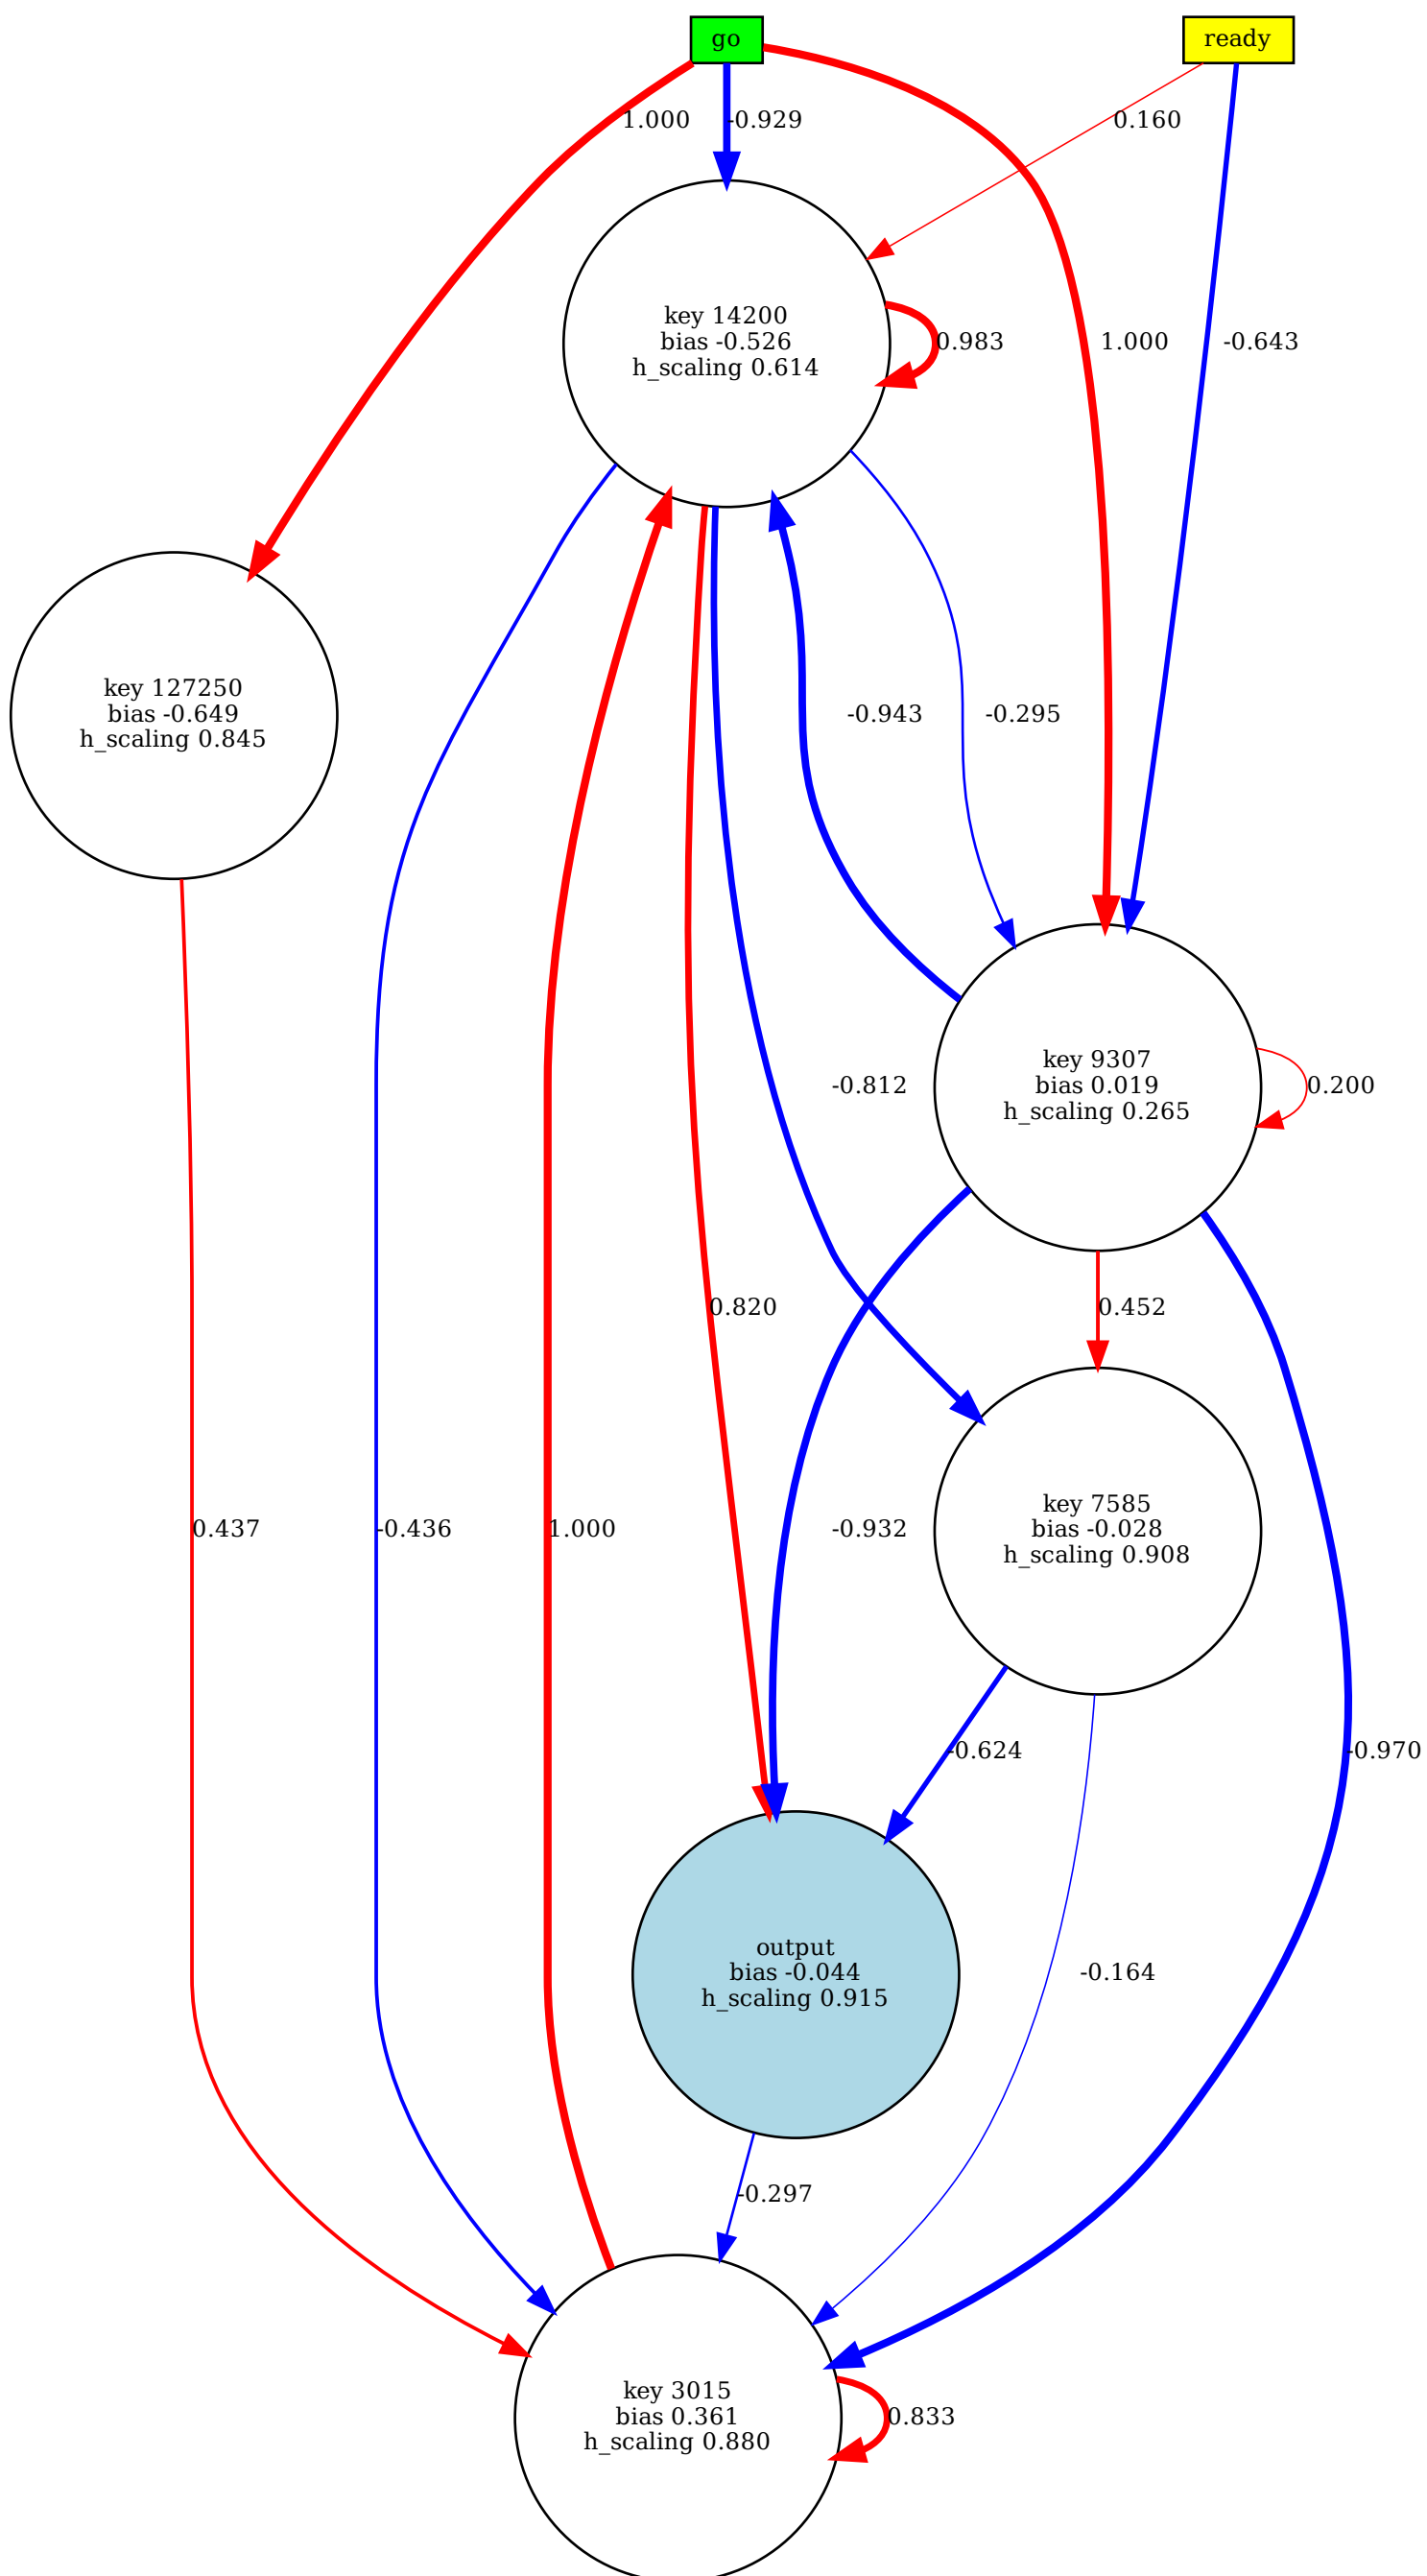 go
ready
1.000
-0.929
0.160
key 14200
bias -0.526
h_scaling 0.614
0.983
1.000
-0.643
key 127250
bias -0.649
h_scaling 0.845
-0.943
-0.295
key 9307
bias 0.019
h_scaling 0.265
-0.812
0.200
0.820
0.452
key 7585
bias -0.028
h_scaling 0.908
0.437
-0.436
1.000
-0.932
-0.624
-0.970
output
bias -0.044
h_scaling 0.915
-0.164
-0.297
key 3015
bias 0.361
h_scaling 0.880
0.833